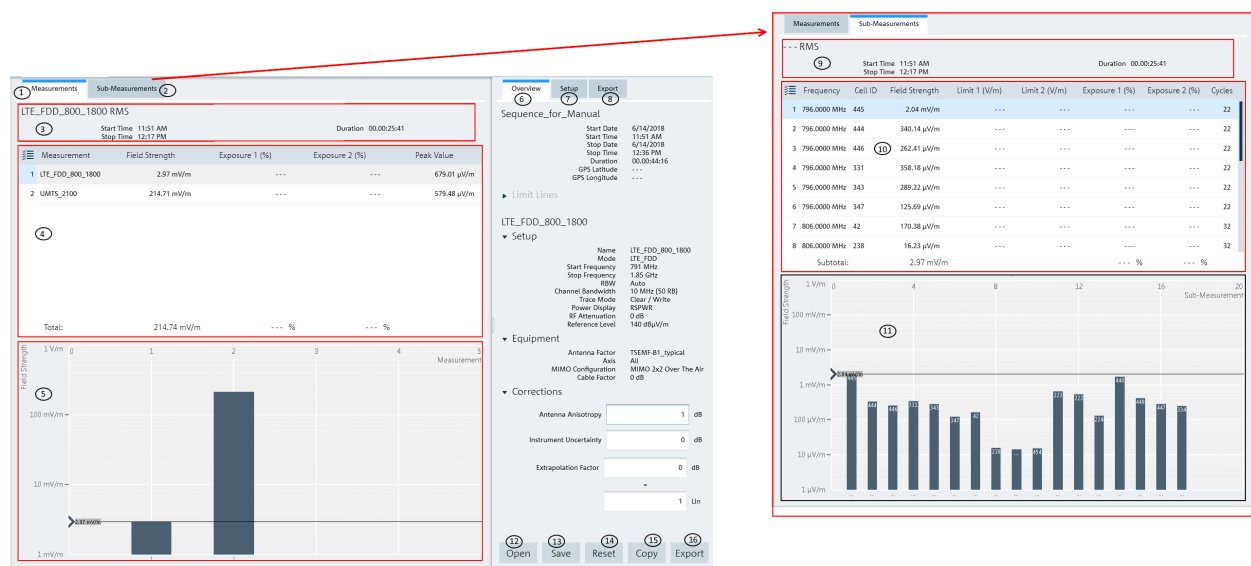 Measurements
Sub-Measurements
1
2
LTE_FDD_800_1800 RMS
3
Start Time 11:51 AM
Stop Time 12:17 PM
Duration 00.00:25:41
Measurement Field Strength Exposure 1 (%) Exposure 2 (%) Peak Value
1 LTE_FDD_800_1800 2.97 mV/m --- --- 679.01 µV/m
2 UMTS_2100 214.71 mV/m --- --- 579.48 µV/m
4
Total: 214.74 mV/m --- % --- %
Field Strength
1 V/m 0 1 2 3 4 5
Measurement
5
100 mV/m
10 mV/m
2.97 mV/m
1 mV/m
1 2
Overview Setup Export
6 7 8
Sequence_for_Manual
Start Date 6/14/2018
Start Time 11:51 AM
Stop Date 6/14/2018
Stop Time 12:36 PM
Duration 00.00:44:16
GPS Latitude ---
GPS Longitude ---
Limit Lines
LTE_FDD_800_1800
Setup
Name LTE_FDD_800_1800
Mode LTE_FDD
Start Frequency 791 MHz
Stop Frequency 1.85 GHz
RBW Auto
Channel Bandwidth 10 MHz (50 RB)
Trace Mode Clear / Write
Power Display RSPWR
RF Attenuation 0 dB
Reference Level 140 dBµV/m
Equipment
Antenna Factor TSEMF-B1_typical
Axis All
MIMO Configuration MIMO 2x2 Over The Air
Cable Factor 0 dB
Corrections
Antenna Anisotropy 1 dB
Instrument Uncertainty 0 dB
Extrapolation Factor 0 dB
=
1 Lin
12 13 14 15 16
Open Save Reset Copy Export
Measurements Sub-Measurements
--- RMS
9
Start Time 11:51 AM
Stop Time 12:17 PM
Duration 00.00:25:41
Frequency Cell ID Field Strength Limit 1 (V/m) Limit 2 (V/m) Exposure 1 (%) Exposure 2 (%) Cycles
1 796.0000 MHz 445 2.04 mV/m --- --- --- --- 22
2 796.0000 MHz 444 340.14 µV/m --- --- --- --- 22
3 796.0000 MHz 446 10 262.41 µV/m --- --- --- --- 22
4 796.0000 MHz 331 358.18 µV/m --- --- --- --- 22
5 796.0000 MHz 343 289.22 µV/m --- --- --- --- 22
6 796.0000 MHz 347 125.69 µV/m --- --- --- --- 22
7 806.0000 MHz 42 170.38 µV/m --- --- --- --- 32
8 806.0000 MHz 238 16.23 µV/m --- --- --- --- 32
Subtotal: 2.97 mV/m --- % --- %
Field Strength
1 V/m 0 4 8 12 16 20
Sub-Measurement
100 mV/m
11
10 mV/m
1 mV/m
445 444 446 331 343 347 42 238 .. 454 223 222 224 448 449 447 334
100 µV/m
10 µV/m
1 µV/m